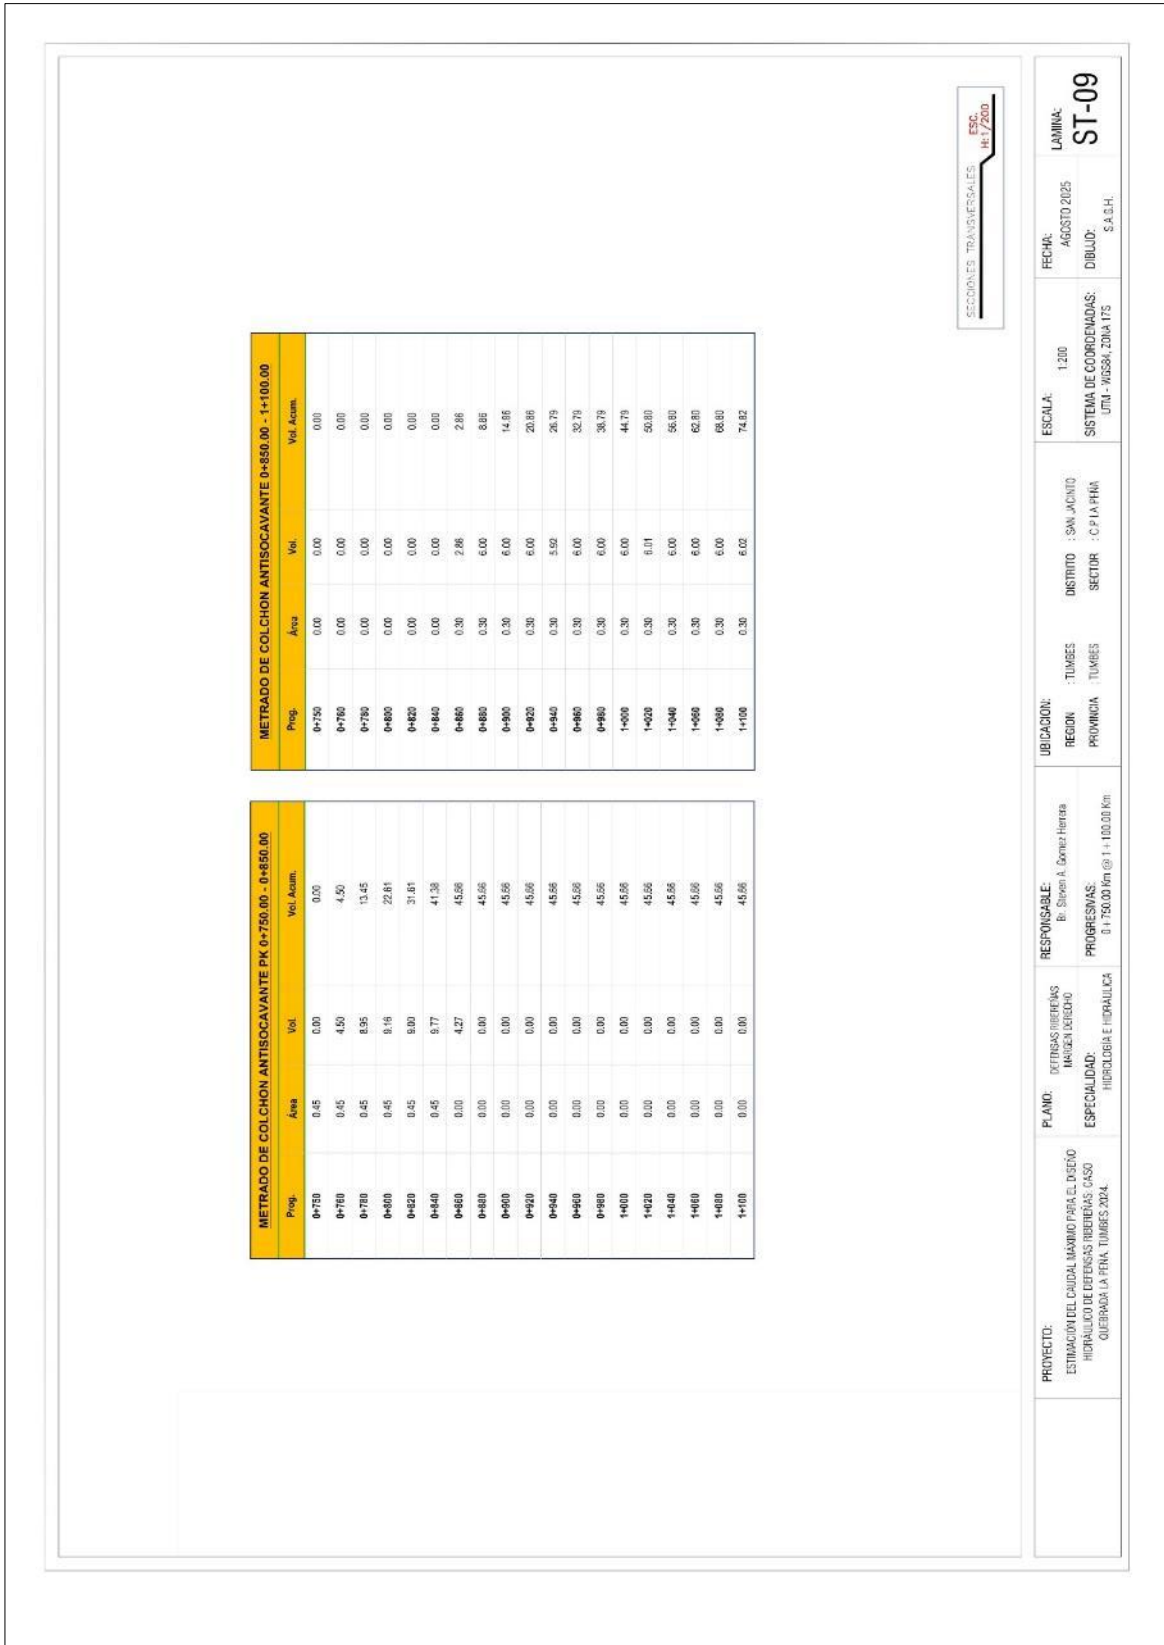 METRADO DE COLCHON ANTISOCAVANTE PK 0+750.00 - 0+850.00
Prog. Área Vol. Vol. Acum.
0+750 0.45 0.00 0.00
0+760 0.45 4.50 4.50
0+780 0.45 8.95 13.45
0+800 0.45 9.16 22.61
0+820 0.45 9.00 31.61
0+840 0.45 9.77 41.38
0+860 0.00 4.27 45.66
0+880 0.00 0.00 45.66
0+900 0.00 0.00 45.66
0+920 0.00 0.00 45.66
0+940 0.00 0.00 45.66
0+960 0.00 0.00 45.66
0+980 0.00 0.00 45.66
1+000 0.00 0.00 45.66
1+020 0.00 0.00 45.66
1+040 0.00 0.00 45.66
1+060 0.00 0.00 45.66
1+080 0.00 0.00 45.66
1+100 0.00 0.00 45.66
METRADO DE COLCHON ANTISOCAVANTE 0+850.00 - 1+100.00
Prog. Área Vol. Vol. Acum.
0+750 0.00 0.00 0.00
0+760 0.00 0.00 0.00
0+780 0.00 0.00 0.00
0+800 0.00 0.00 0.00
0+820 0.00 0.00 0.00
0+840 0.00 0.00 0.00
0+860 0.30 2.86 2.86
0+880 0.30 6.00 8.86
0+900 0.30 6.00 14.86
0+920 0.30 6.00 20.86
0+940 0.30 5.92 26.79
0+960 0.30 6.00 32.79
0+980 0.30 6.00 38.79
1+000 0.30 6.00 44.79
1+020 0.30 6.01 50.80
1+040 0.30 6.00 56.80
1+060 0.30 6.00 62.80
1+080 0.30 6.00 68.80
1+100 0.30 6.02 74.82
SECCIONES TRANSVERSALES
ESC.
H:1/200
PROYECTO:
ESTIMACIÓN DEL CAUDAL MÁXIMO PARA EL DISEÑO
HIDRÁULICO DE DEFENSAS RIBEREÑAS: CASO
QUEBRADA LA PEÑA, TUMBES 2024.
PLANO:
DEFENSAS RIBEREÑAS
MARGEN DERECHO
ESPECIALIDAD:
HIDROLOGÍA E HIDRÁULICA
RESPONSABLE:
Br. Steven A. Gomez Herrera
PROGRESIVAS:
0+750.00 Km @ 1+100.00 Km
UBICACION:
REGION : TUMBES DISTRITO : SAN JACINTO
PROVINCIA : TUMBES SECTOR : C.P LA PEÑA
ESCALA:
1:200
SISTEMA DE COORDENADAS:
UTM - WGS84, ZONA 17S
FECHA:
AGOSTO 2025
DIBUJO:
S.A.G.H.
LAMINA:
ST-09